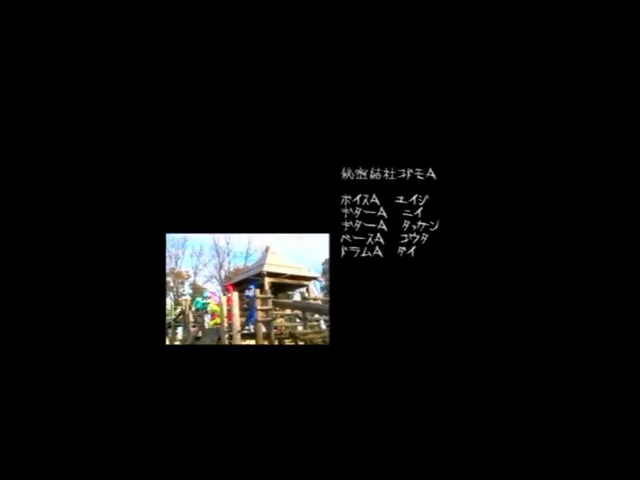 秘密結社コドモA
ボイスA エイジ
ギターA ニイ
ギターA タッケン
ベースA コウタ
ドラムA ダイ